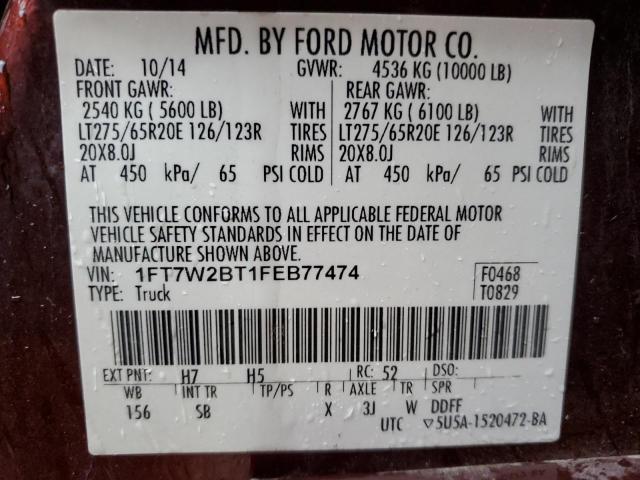 MFD. BY FORD MOTOR CO.
DATE: 10/14 GVWR: 4536 KG (10000 LB)
FRONT GAWR: REAR GAWR:
2540 KG ( 5600 LB) WITH 2767 KG ( 6100 LB) WITH
LT275/65R20E 126/123R TIRES LT275/65R20E 126/123R TIRES
20X8.0J RIMS 20X8.0J RIMS
AT 450 kPa/ 65 PSI COLD AT 450 kPa/ 65 PSI COLD
THIS VEHICLE CONFORMS TO ALL APPLICABLE FEDERAL MOTOR
VEHICLE SAFETY STANDARDS IN EFFECT ON THE DATE OF
MANUFACTURE SHOWN ABOVE.
VIN: 1FT7W2BT1FEB77474 F0468
TYPE: Truck T0829
EXT PNT: H7 H5 RC: 52 DSO:
WB INT TR TP/PS R AXLE TR SPR
156 SB X 3J W DDFF
UTC ▽5U5A-1520472-BA